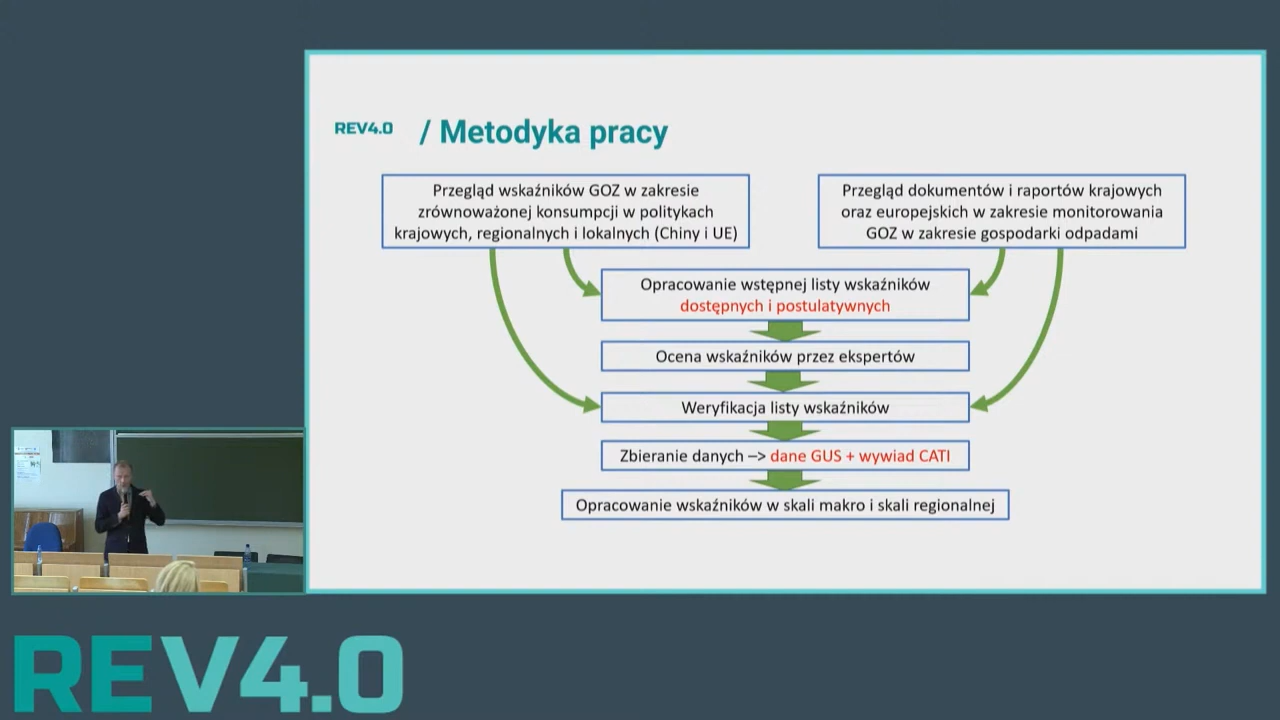 REV4.0
/ Metodyka pracy
Przegląd wskaźników GOZ w zakresie
zrównoważonej konsumpcji w politykach
krajowych, regionalnych i lokalnych (Chiny i UE)
Przegląd dokumentów i raportów krajowych
oraz europejskich w zakresie monitorowania
GOZ w zakresie gospodarki odpadami
Opracowanie wstępnej listy wskaźników
dostępnych i postulatywnych
Ocena wskaźników przez ekspertów
Weryfikacja listy wskaźników
Zbieranie danych –> dane GUS + wywiad CATI
Opracowanie wskaźników w skali makro i skali regionalnej
REV4.0